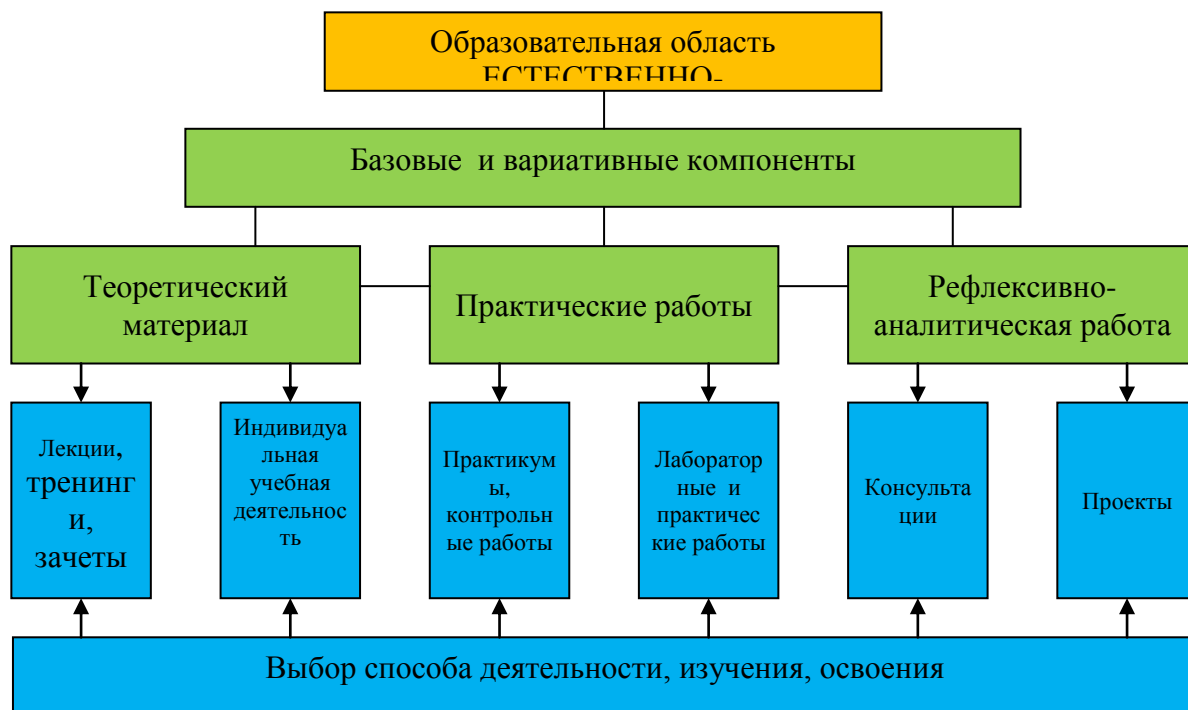 Образовательная область
ЕСТЕСТВЕННО-
Базовые и вариативные компоненты
Теоретический
материал
Практические работы
Рефлексивно-
аналитическая работа
Лекции,
тренинг
и,
зачеты
Индивидуа
льная
учебная
деятельнос
ть
Практикум
ы,
контрольн
ые работы
Лаборатор
ные и
практичес
кие работы
Консульта
ции
Проекты
Выбор способа деятельности, изучения, освоения